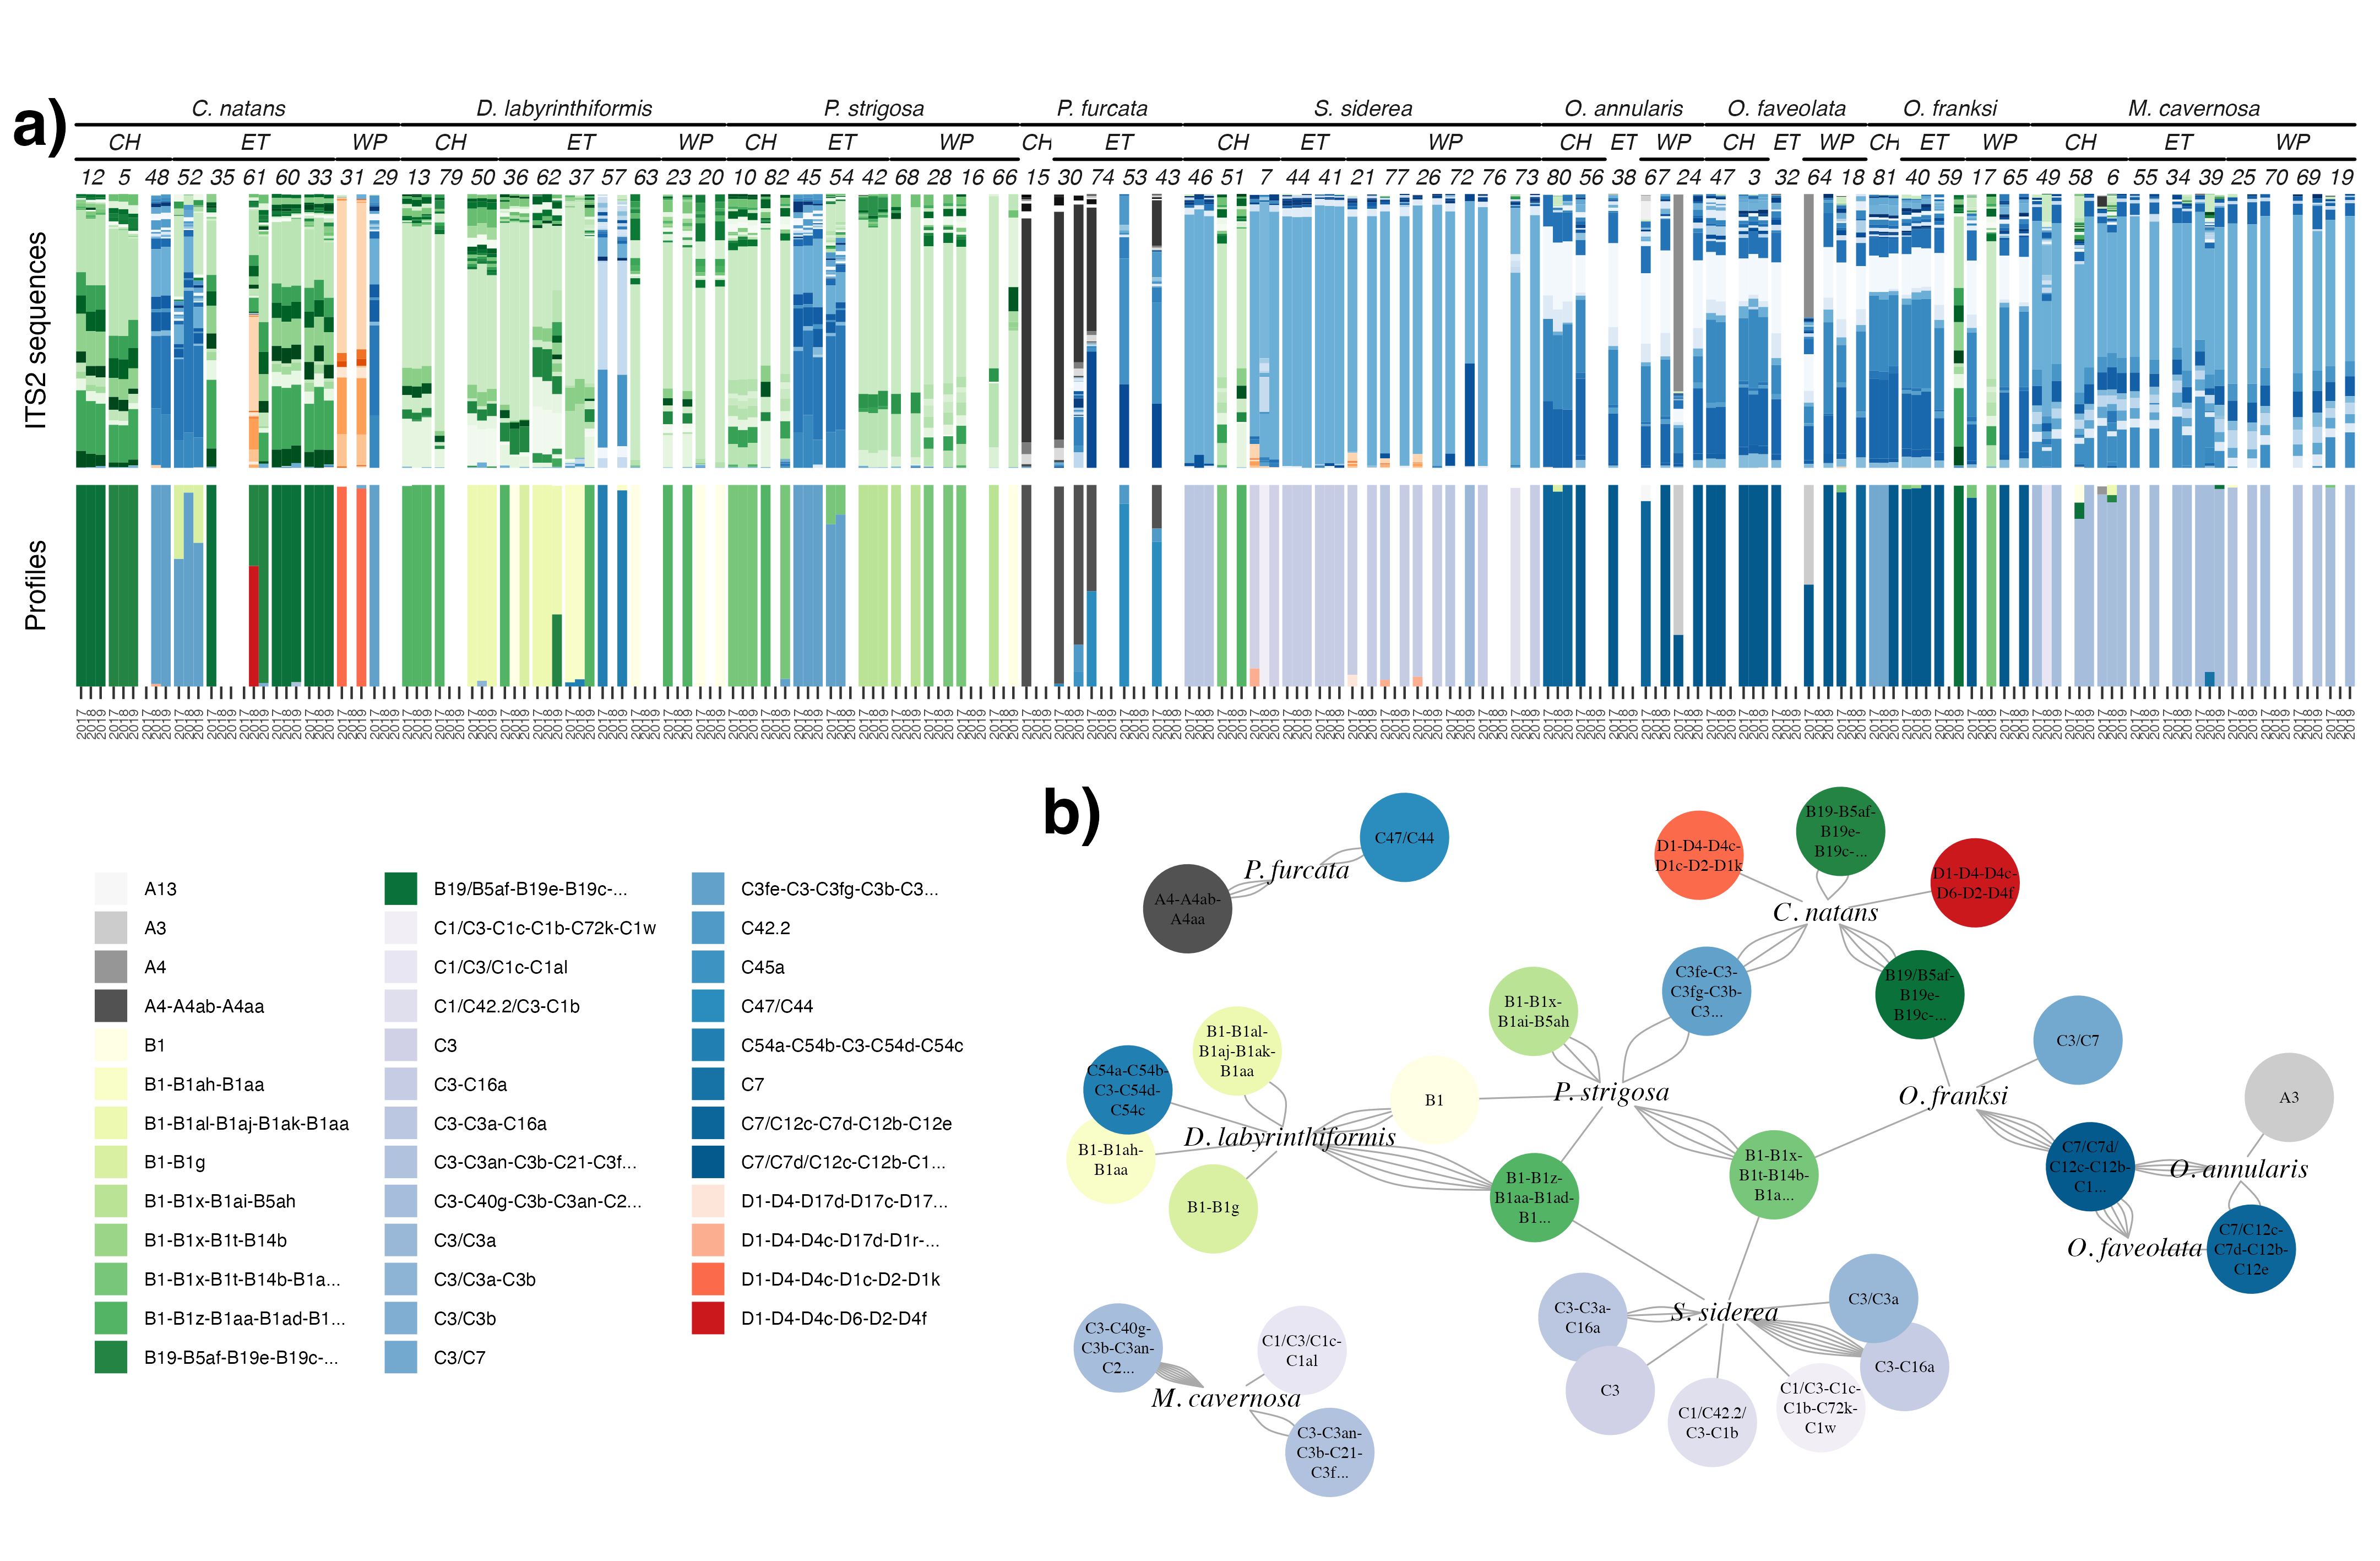 a)
C. natans D. labyrinthiformis P. strigosa P. furcata S. siderea O. annularis O. faveolata O. franksi M. cavernosa
CH ET WP CH ET WP CH ET WP CH ET CH ET WP CH ET WP CH ET WP CH ET WP CH ET WP
12 5 48 52 35 61 60 33 31 29 13 79 50 36 62 37 57 63 23 20 10 82 45 54 42 68 28 16 66 15 30 74 53 43 46 51 7 44 41 21 77 26 72 76 73 80 56 38 67 24 47 3 32 64 18 81 40 59 17 65 49 58 6 55 34 39 25 70 69 19
ITS2 sequences
Profiles
2017 2018 2019
A13
A3
A4
A4-A4ab-A4aa
B1
B1-B1ah-B1aa
B1-B1al-B1aj-B1ak-B1aa
B1-B1g
B1-B1x-B1ai-B5ah
B1-B1x-B1t-B14b
B1-B1x-B1t-B14b-B1a...
B1-B1z-B1aa-B1ad-B1...
B19-B5af-B19e-B19c-...
B19/B5af-B19e-B19c-...
C1/C3-C1c-C1b-C72k-C1w
C1/C3/C1c-C1al
C1/C42.2/C3-C1b
C3
C3-C16a
C3-C3a-C16a
C3-C3an-C3b-C21-C3f...
C3-C40g-C3b-C3an-C2...
C3/C3a
C3/C3a-C3b
C3/C3b
C3/C7
C3fe-C3-C3fg-C3b-C3...
C42.2
C45a
C47/C44
C54a-C54b-C3-C54d-C54c
C7
C7/C12c-C7d-C12b-C12e
C7/C7d/C12c-C12b-C1...
D1-D4-D17d-D17c-D17...
D1-D4-D4c-D17d-D1r-...
D1-D4-D4c-D1c-D2-D1k
D1-D4-D4c-D6-D2-D4f
b)
C47/C44
P. furcata
A4-A4ab-
A4aa
D1-D4-D4c-
D1c-D2-D1k
B19-B5af-
B19e-
B19c-...
D1-D4-D4c-
D6-D2-D4f
C. natans
C3fe-C3-
C3fg-C3b-
C3...
B19/B5af-
B19e-
B19c-...
B1-B1x-
B1ai-B5ah
B1-B1al-
B1aj-B1ak-
B1aa
C54a-C54b-
C3-C54d-
C54c
B1
P. strigosa
C3/C7
O. franksi
A3
D. labyrinthiformis
B1-B1ah-
B1aa
B1-B1g
B1-B1z-
B1aa-B1ad-
B1...
B1-B1x-
B1t-B14b-
B1a...
C7/C7d/
C12c-C12b-
C1...
O. annularis
O. faveolata
C7/C12c-
C7d-C12b-
C12e
C3-C3a-
C16a
S. siderea
C3/C3a
C3-C16a
C3
C1/C42.2/
C3-C1b
C1/C3-C1c-
C1b-C72k-
C1w
C3-C40g-
C3b-C3an-
C2...
C1/C3/C1c-
C1al
M. cavernosa
C3-C3an-
C3b-C21-
C3f...